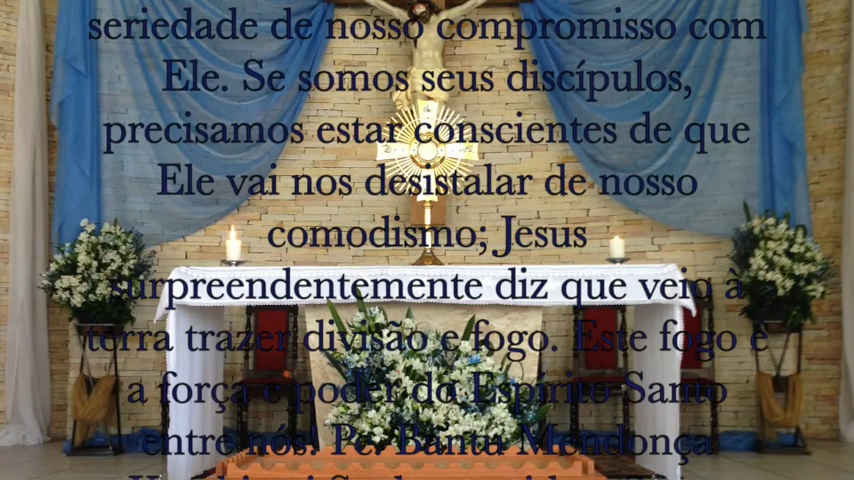 seriedade de nosso compromisso com
Ele. Se somos seus discípulos,
precisamos estar conscientes de que
Ele vai nos desistalar de nosso
comodismo; Jesus
surpreendentemente diz que veio à
terra trazer divisão e fogo. Este fogo é
a força e poder do Espírito Santo
entre nós! Pe. Bantu Mendonça